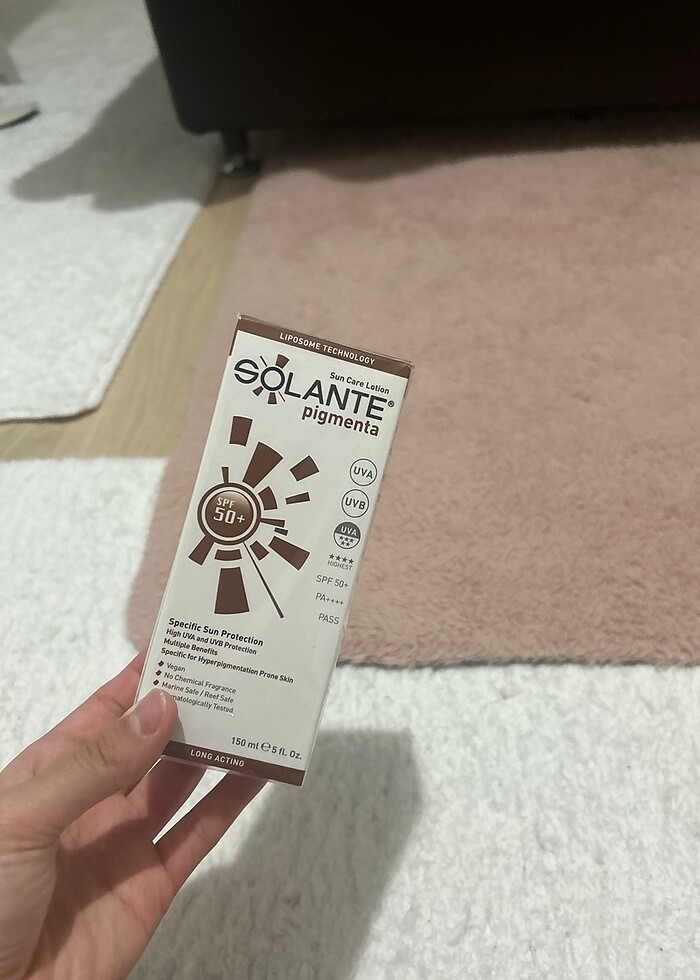 LIPOSOME TECHNOLOGY
Sun Care Lotion
SOLANTE®
pigmenta
UVA
UVB
UVA
HIGHEST
SPF 50+
PA++++
PASS
SPF
50+
Specific Sun Protection
High UVA and UVB Protection
Multiple Benefits
Specific for Hyperpigmentation Prone Skin
Vegan
No Chemical Fragrance
Marine Safe / Reef Safe
matologically Tested
150 ml ℮ 5 fl. Oz.
LONG ACTING